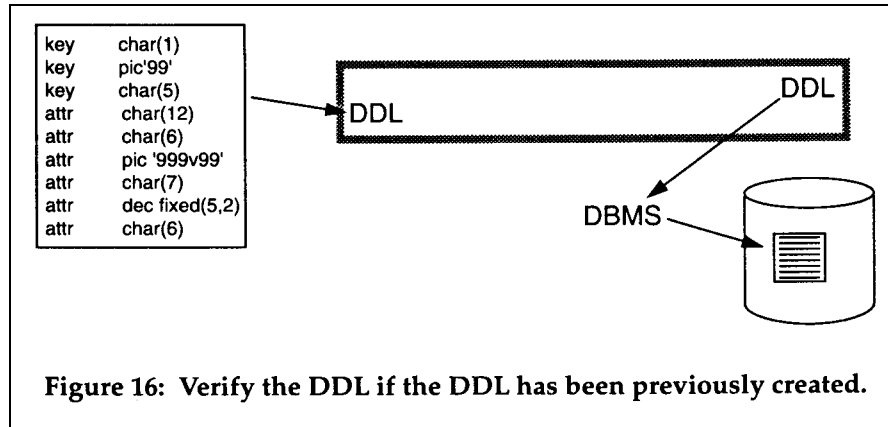 key char(1)
key pic'99'
key char(5)
attr char(12)
attr char(6)
attr pic '999v99'
attr char(7)
attr dec fixed(5,2)
attr char(6)
DDL
DDL
DBMS
Figure 16: Verify the DDL if the DDL has been previously created.